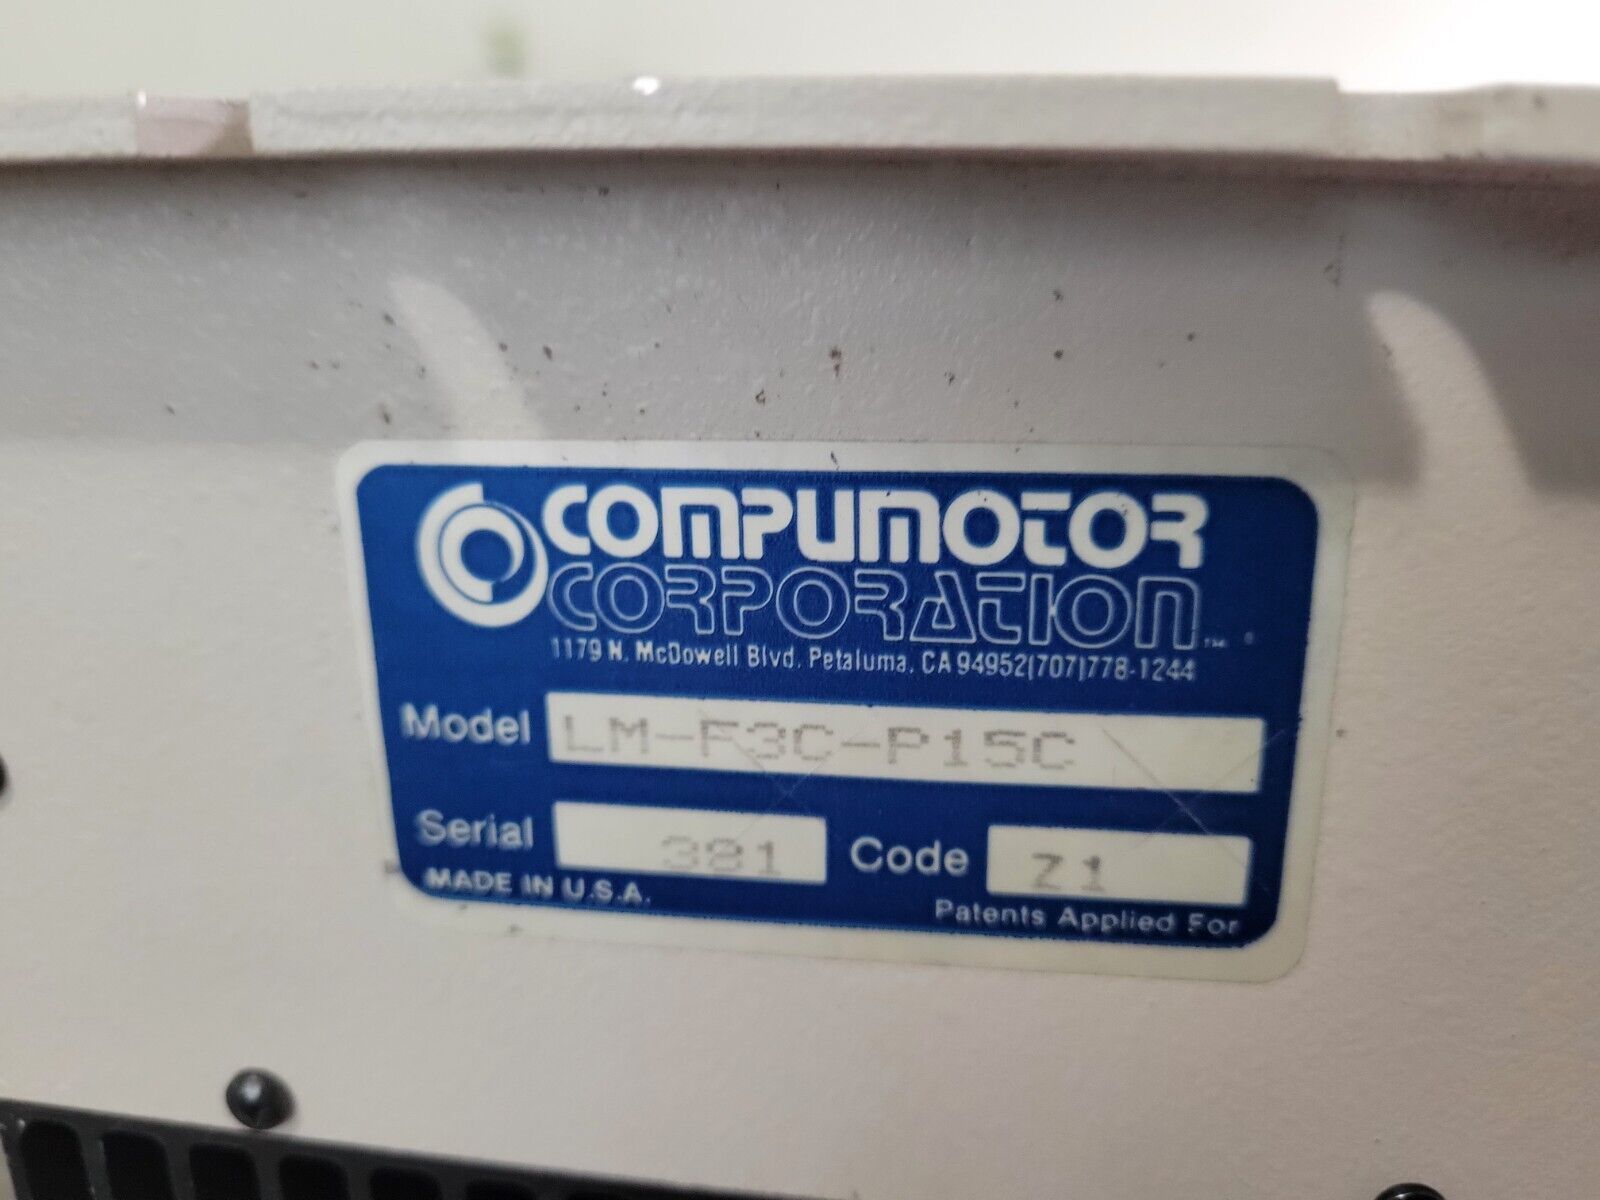 COMPUMOTOR
CORPORATION™
1179 N. McDowell Blvd. Petaluma, CA 94952(707)778-1244
Model LM-F3C-P15C
Serial 381 Code Z1
MADE IN U.S.A.
Patents Applied For